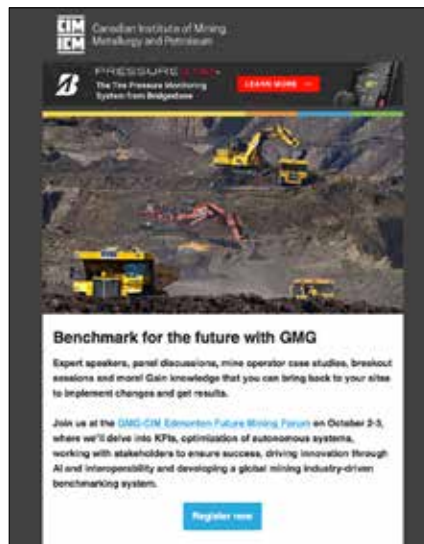 CIM
ICM
Canadian Institute of Mining,
Metallurgy and Petroleum
The Tire Pressure Monitoring
System from Bridgestone
LEARN MORE
Benchmark for the future with GMG
Expert speakers, panel discussions, mine operator case studies, breakout
sessions and more! Gain knowledge that you can bring back to your sites
to implement changes and get results.
Join us at the GMG-CIM Edmonton Future Mining Forum on October 2-3,
where we'll delve into KPIs, optimization of autonomous systems,
working with stakeholders to ensure success, driving innovation through
AI and interoperability and developing a global mining industry-driven
benchmarking system.
Register now